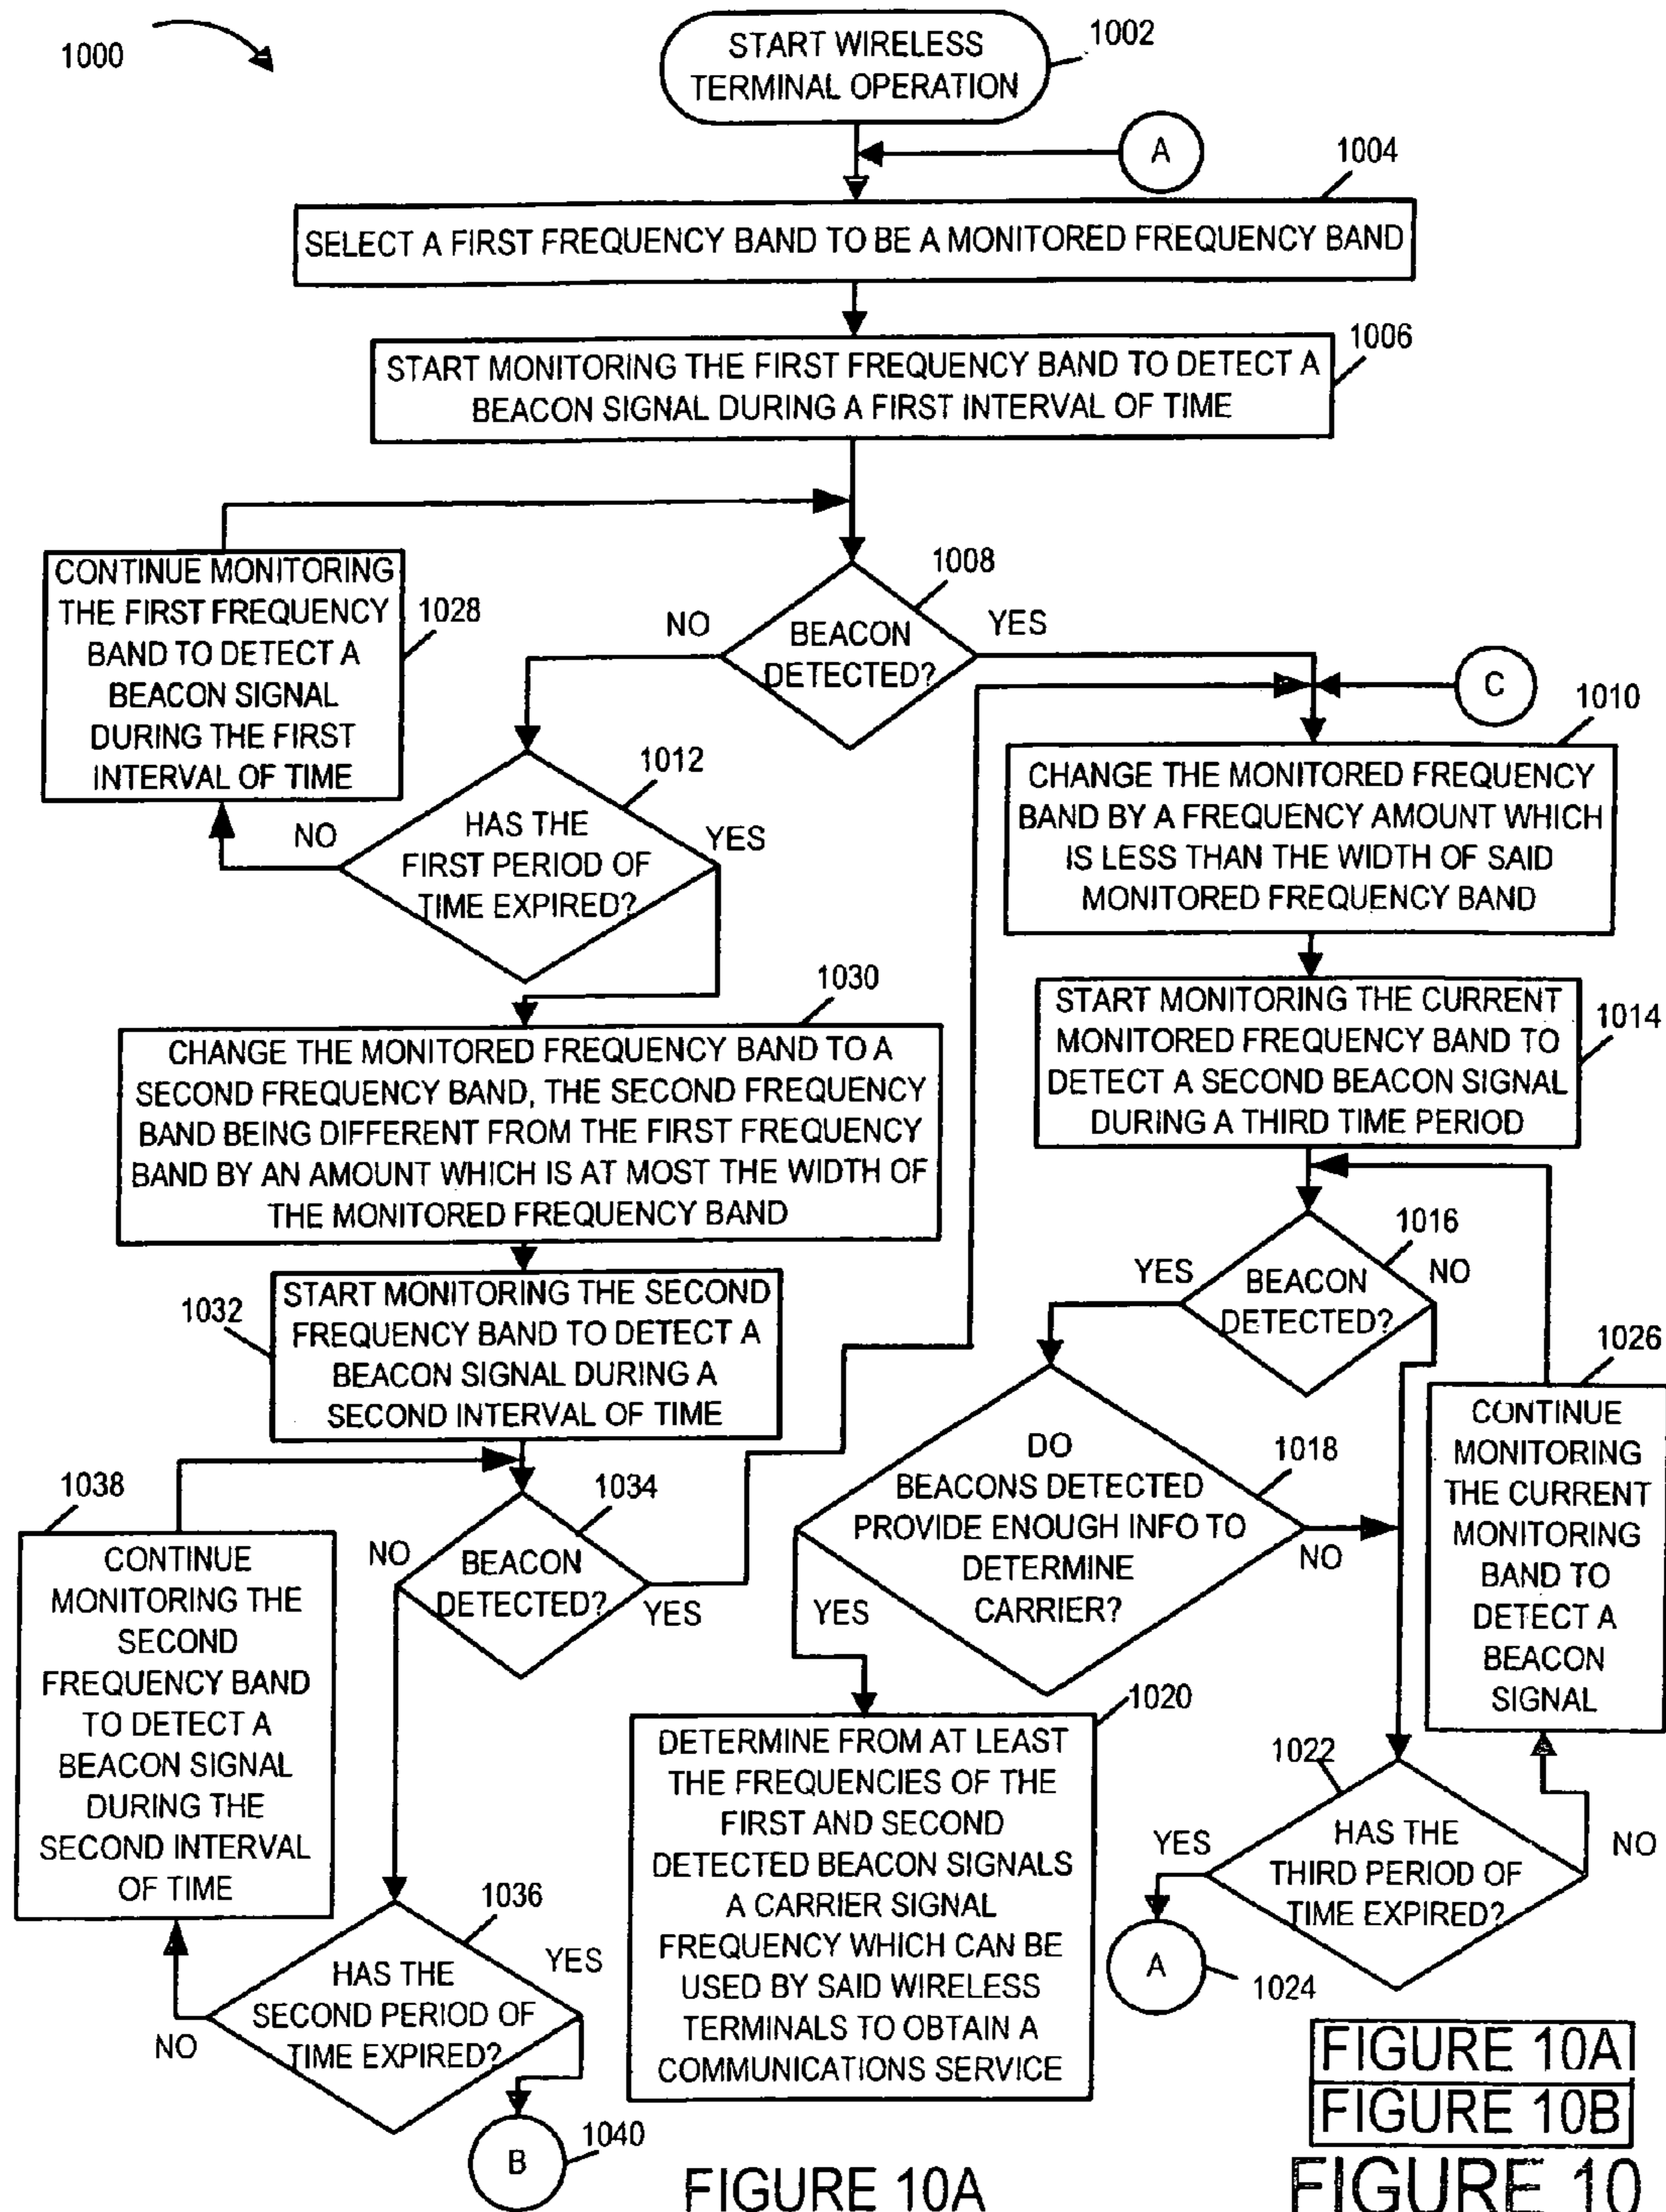 1000
START WIRELESS
TERMINAL OPERATION
1002
A
1004
SELECT A FIRST FREQUENCY BAND TO BE A MONITORED FREQUENCY BAND
1006
START MONITORING THE FIRST FREQUENCY BAND TO DETECT A
BEACON SIGNAL DURING A FIRST INTERVAL OF TIME
CONTINUE MONITORING
THE FIRST FREQUENCY
BAND TO DETECT A
BEACON SIGNAL
DURING THE FIRST
INTERVAL OF TIME
1028
1008
NO
BEACON
DETECTED?
YES
C
1010
CHANGE THE MONITORED FREQUENCY
BAND BY A FREQUENCY AMOUNT WHICH
IS LESS THAN THE WIDTH OF SAID
MONITORED FREQUENCY BAND
1012
NO
HAS THE
FIRST PERIOD OF
TIME EXPIRED?
YES
START MONITORING THE CURRENT
MONITORED FREQUENCY BAND TO
DETECT A SECOND BEACON SIGNAL
DURING A THIRD TIME PERIOD
1014
1030
CHANGE THE MONITORED FREQUENCY BAND TO A
SECOND FREQUENCY BAND, THE SECOND FREQUENCY
BAND BEING DIFFERENT FROM THE FIRST FREQUENCY
BAND BY AN AMOUNT WHICH IS AT MOST THE WIDTH OF
THE MONITORED FREQUENCY BAND
1016
YES
BEACON
DETECTED?
NO
1032
START MONITORING THE SECOND
FREQUENCY BAND TO DETECT A
BEACON SIGNAL DURING A
SECOND INTERVAL OF TIME
1026
CONTINUE
MONITORING
THE CURRENT
MONITORING
BAND TO
DETECT A
BEACON
SIGNAL
DO
BEACONS DETECTED
PROVIDE ENOUGH INFO TO
DETERMINE
CARRIER?
1018
NO
YES
1038
CONTINUE
MONITORING THE
SECOND
FREQUENCY BAND
TO DETECT A
BEACON SIGNAL
DURING THE
SECOND INTERVAL
OF TIME
1034
NO
BEACON
DETECTED?
YES
1020
DETERMINE FROM AT LEAST
THE FREQUENCIES OF THE
FIRST AND SECOND
DETECTED BEACON SIGNALS
A CARRIER SIGNAL
FREQUENCY WHICH CAN BE
USED BY SAID WIRELESS
TERMINALS TO OBTAIN A
COMMUNICATIONS SERVICE
1022
YES
HAS THE
THIRD PERIOD OF
TIME EXPIRED?
NO
A
1024
1036
YES
HAS THE
SECOND PERIOD OF
TIME EXPIRED?
NO
B
1040
FIGURE 10A
FIGURE 10A
FIGURE 10B
FIGURE 10